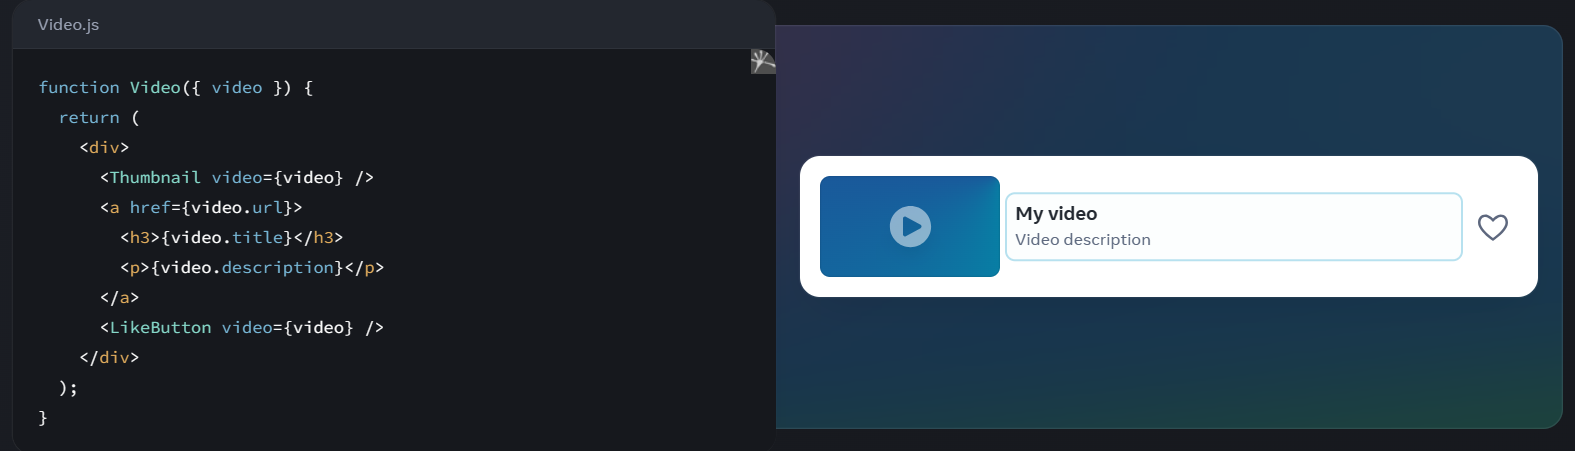 Video.js
function Video({ video }) {
  return (
    <div>
      <Thumbnail video={video} />
      <a href={video.url}>
        <h3>{video.title}</h3>
        <p>{video.description}</p>
      </a>
      <LikeButton video={video} />
    </div>
  );
}
My video
Video description